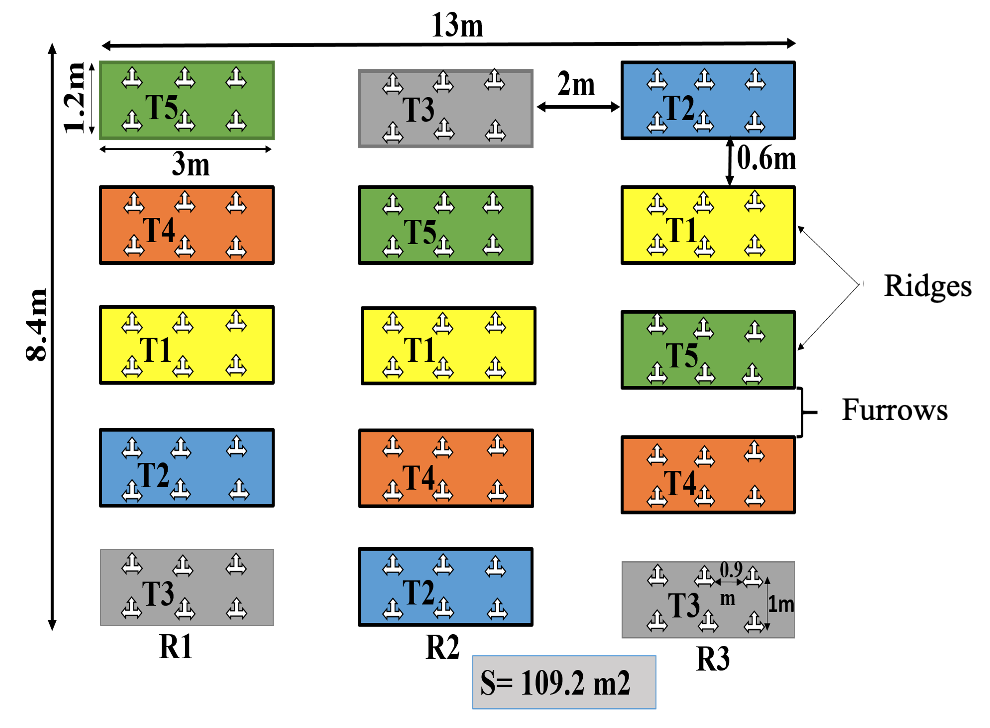 13m
8.4m
1.2m
T5
T3
2m
T2
3m
0.6m
T4
T5
T1
Ridges
T1
T1
T5
Furrows
T2
T4
T4
T3
T2
T3
0.9
m
1m
R1
R2
R3
S= 109.2 m2